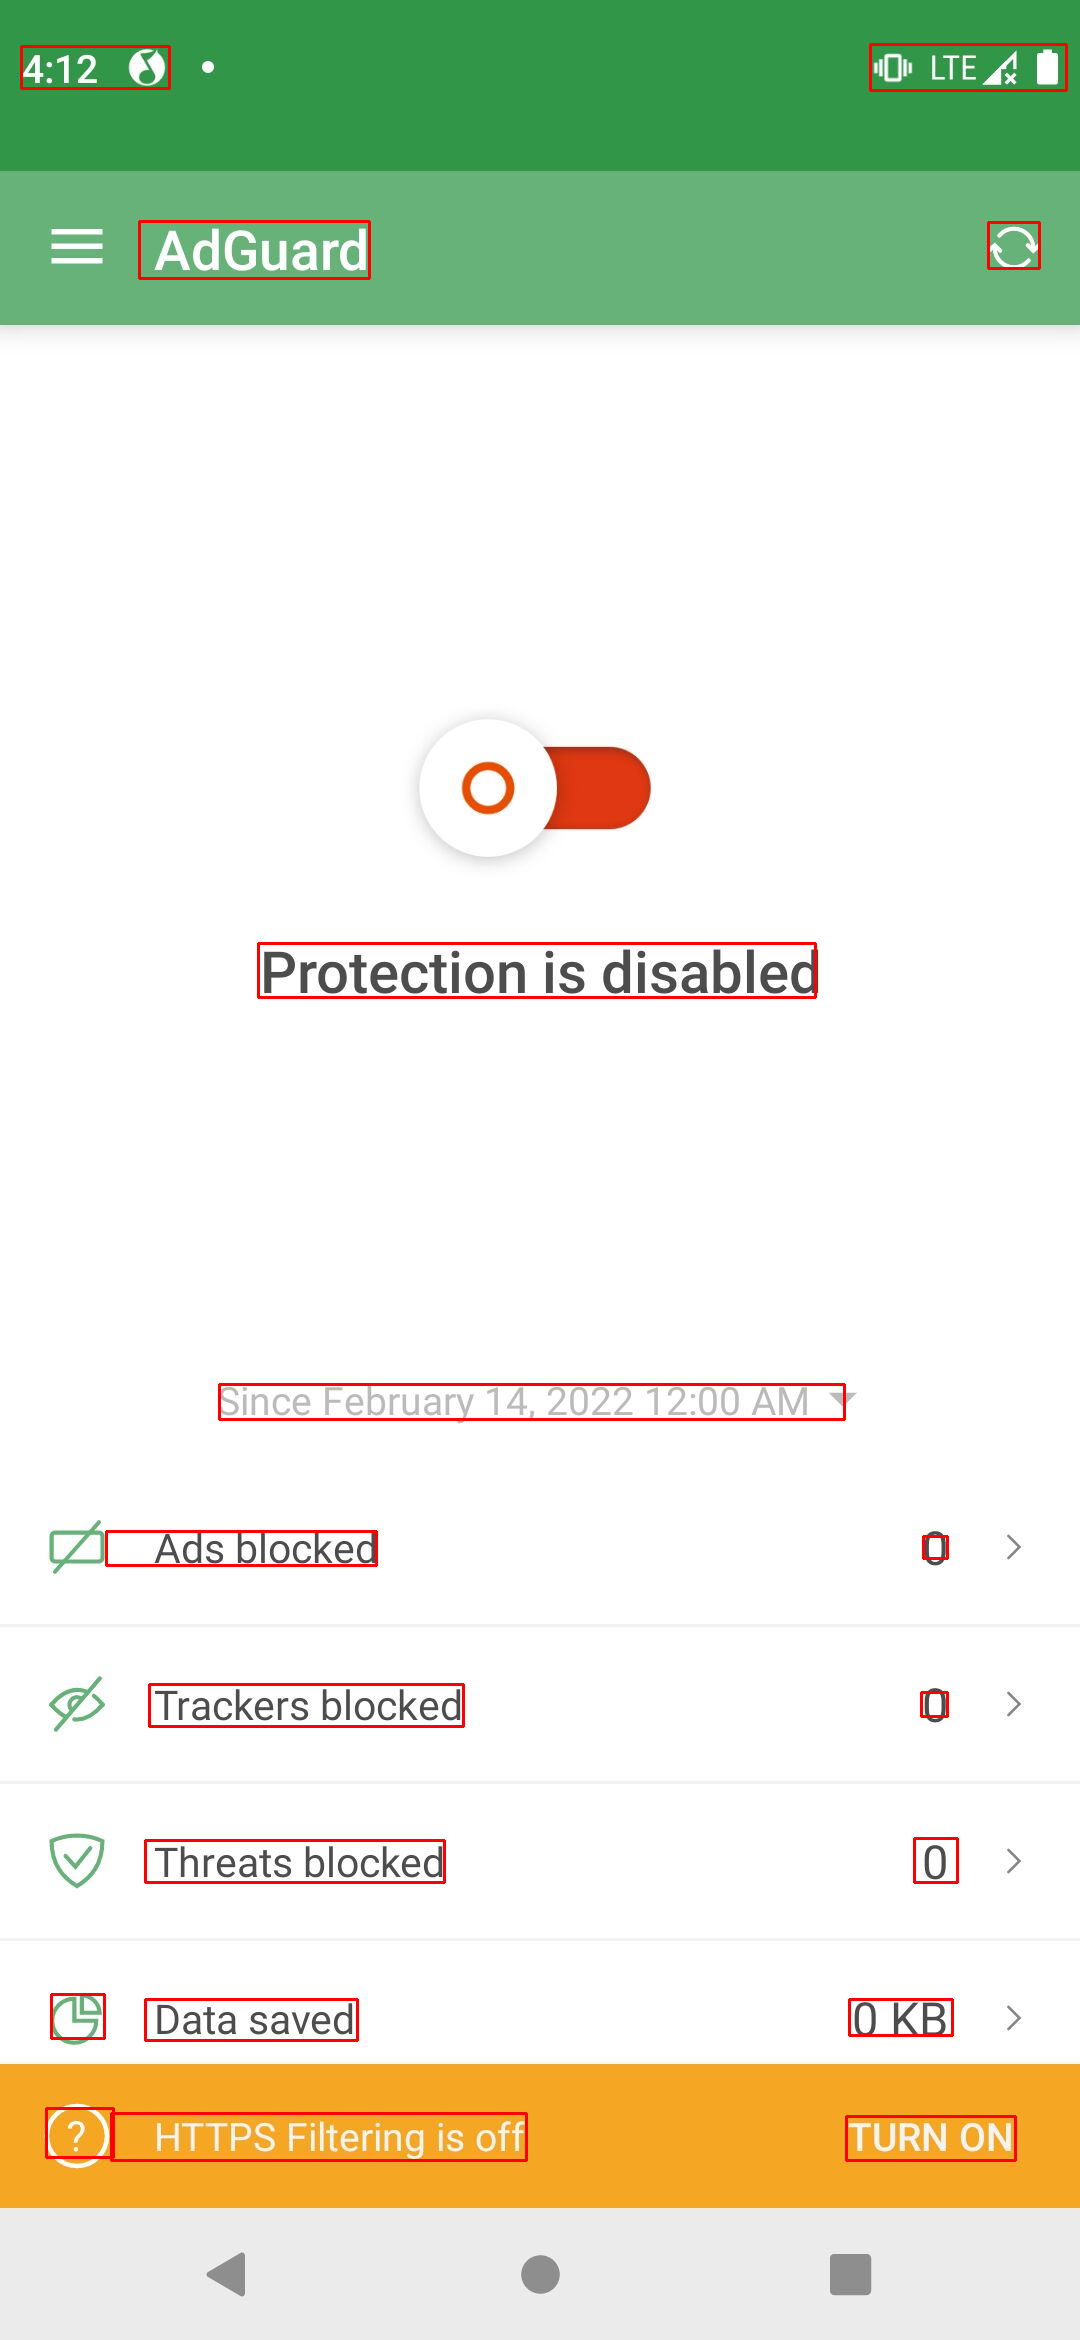 4:12
LTE
AdGuard
Protection is disabled
Since February 14, 2022 12:00 AM
Ads blocked 0
Trackers blocked 0
Threats blocked 0
Data saved 0 KB
? HTTPS Filtering is off TURN ON